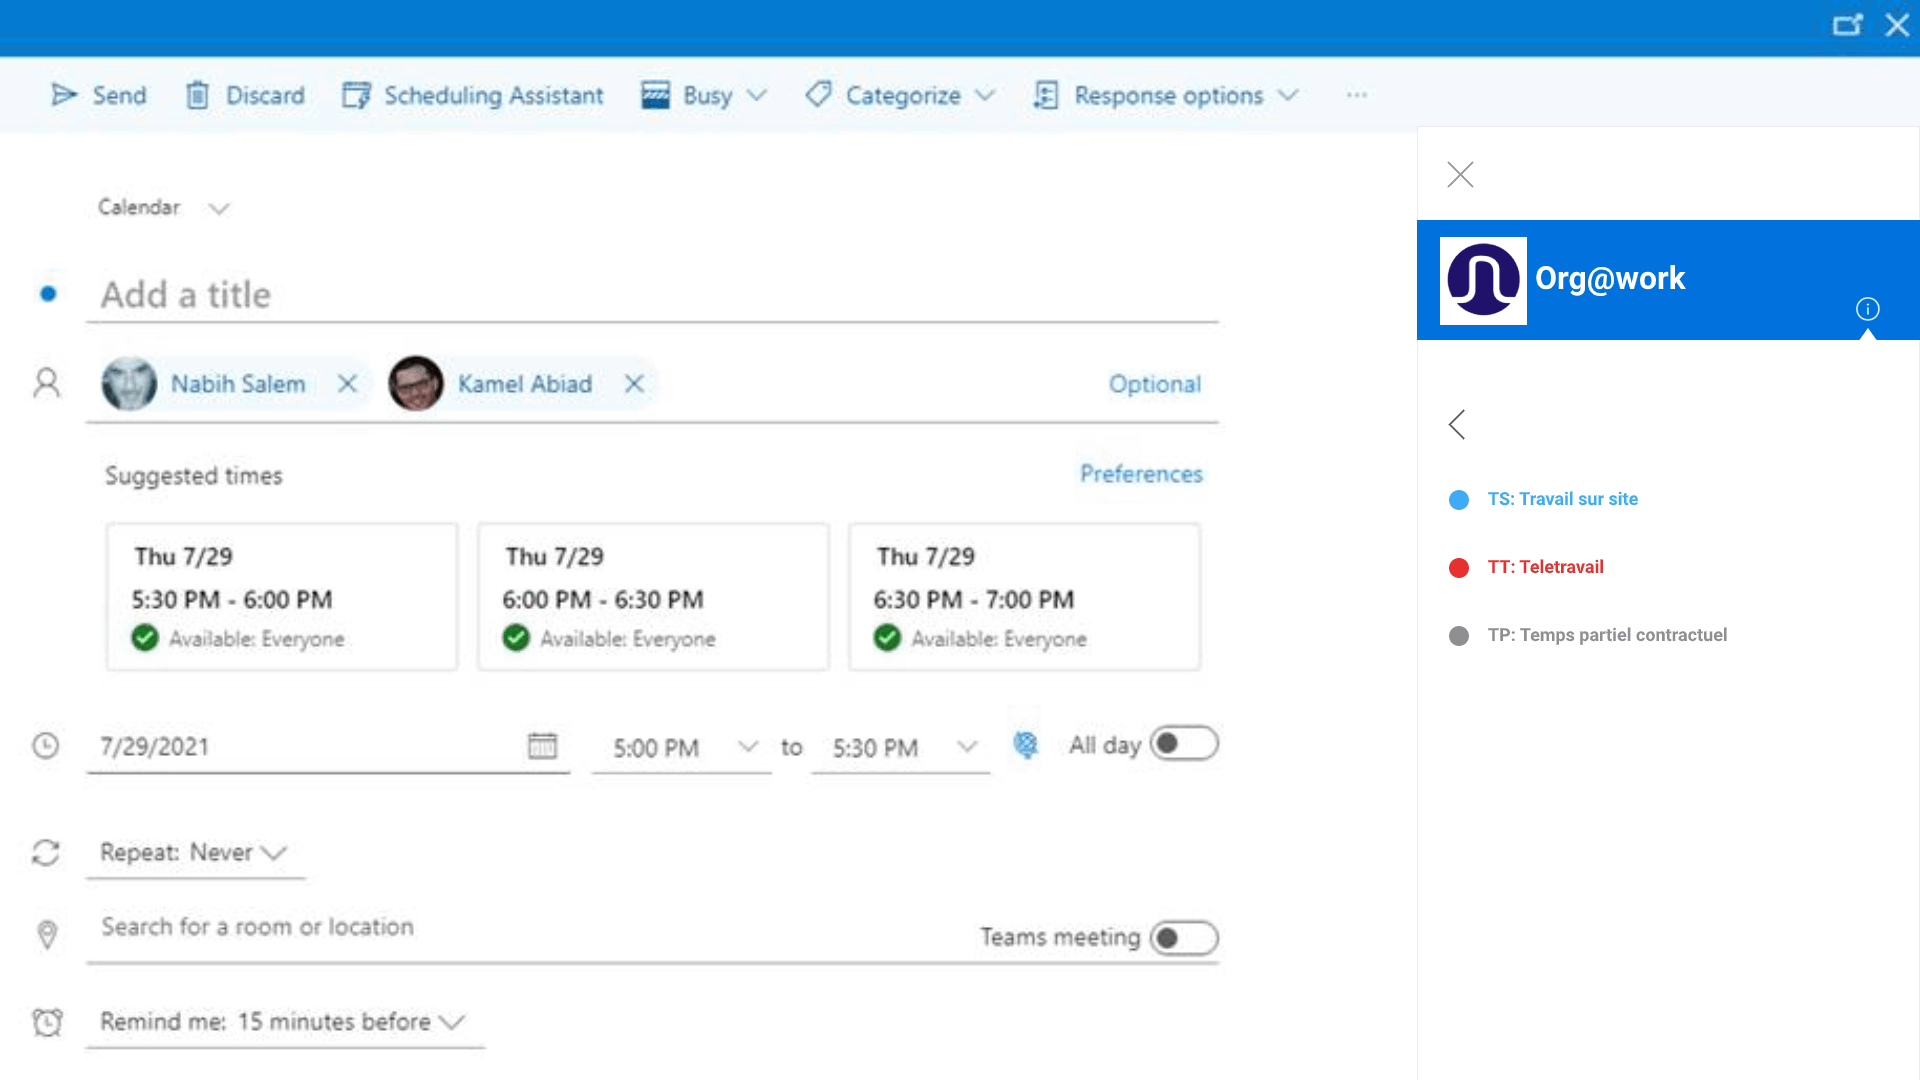 Send Discard Scheduling Assistant Busy Categorize Response options ...
Calendar
Add a title
Nabih Salem Kamel Abiad Optional
Suggested times Preferences
Thu 7/29
5:30 PM - 6:00 PM
Available: Everyone
Thu 7/29
6:00 PM - 6:30 PM
Available: Everyone
Thu 7/29
6:30 PM - 7:00 PM
Available: Everyone
7/29/2021 5:00 PM to 5:30 PM All day
Repeat: Never
Search for a room or location Teams meeting
Remind me: 15 minutes before
Org@work
TS: Travail sur site
TT: Teletravail
TP: Temps partiel contractuel